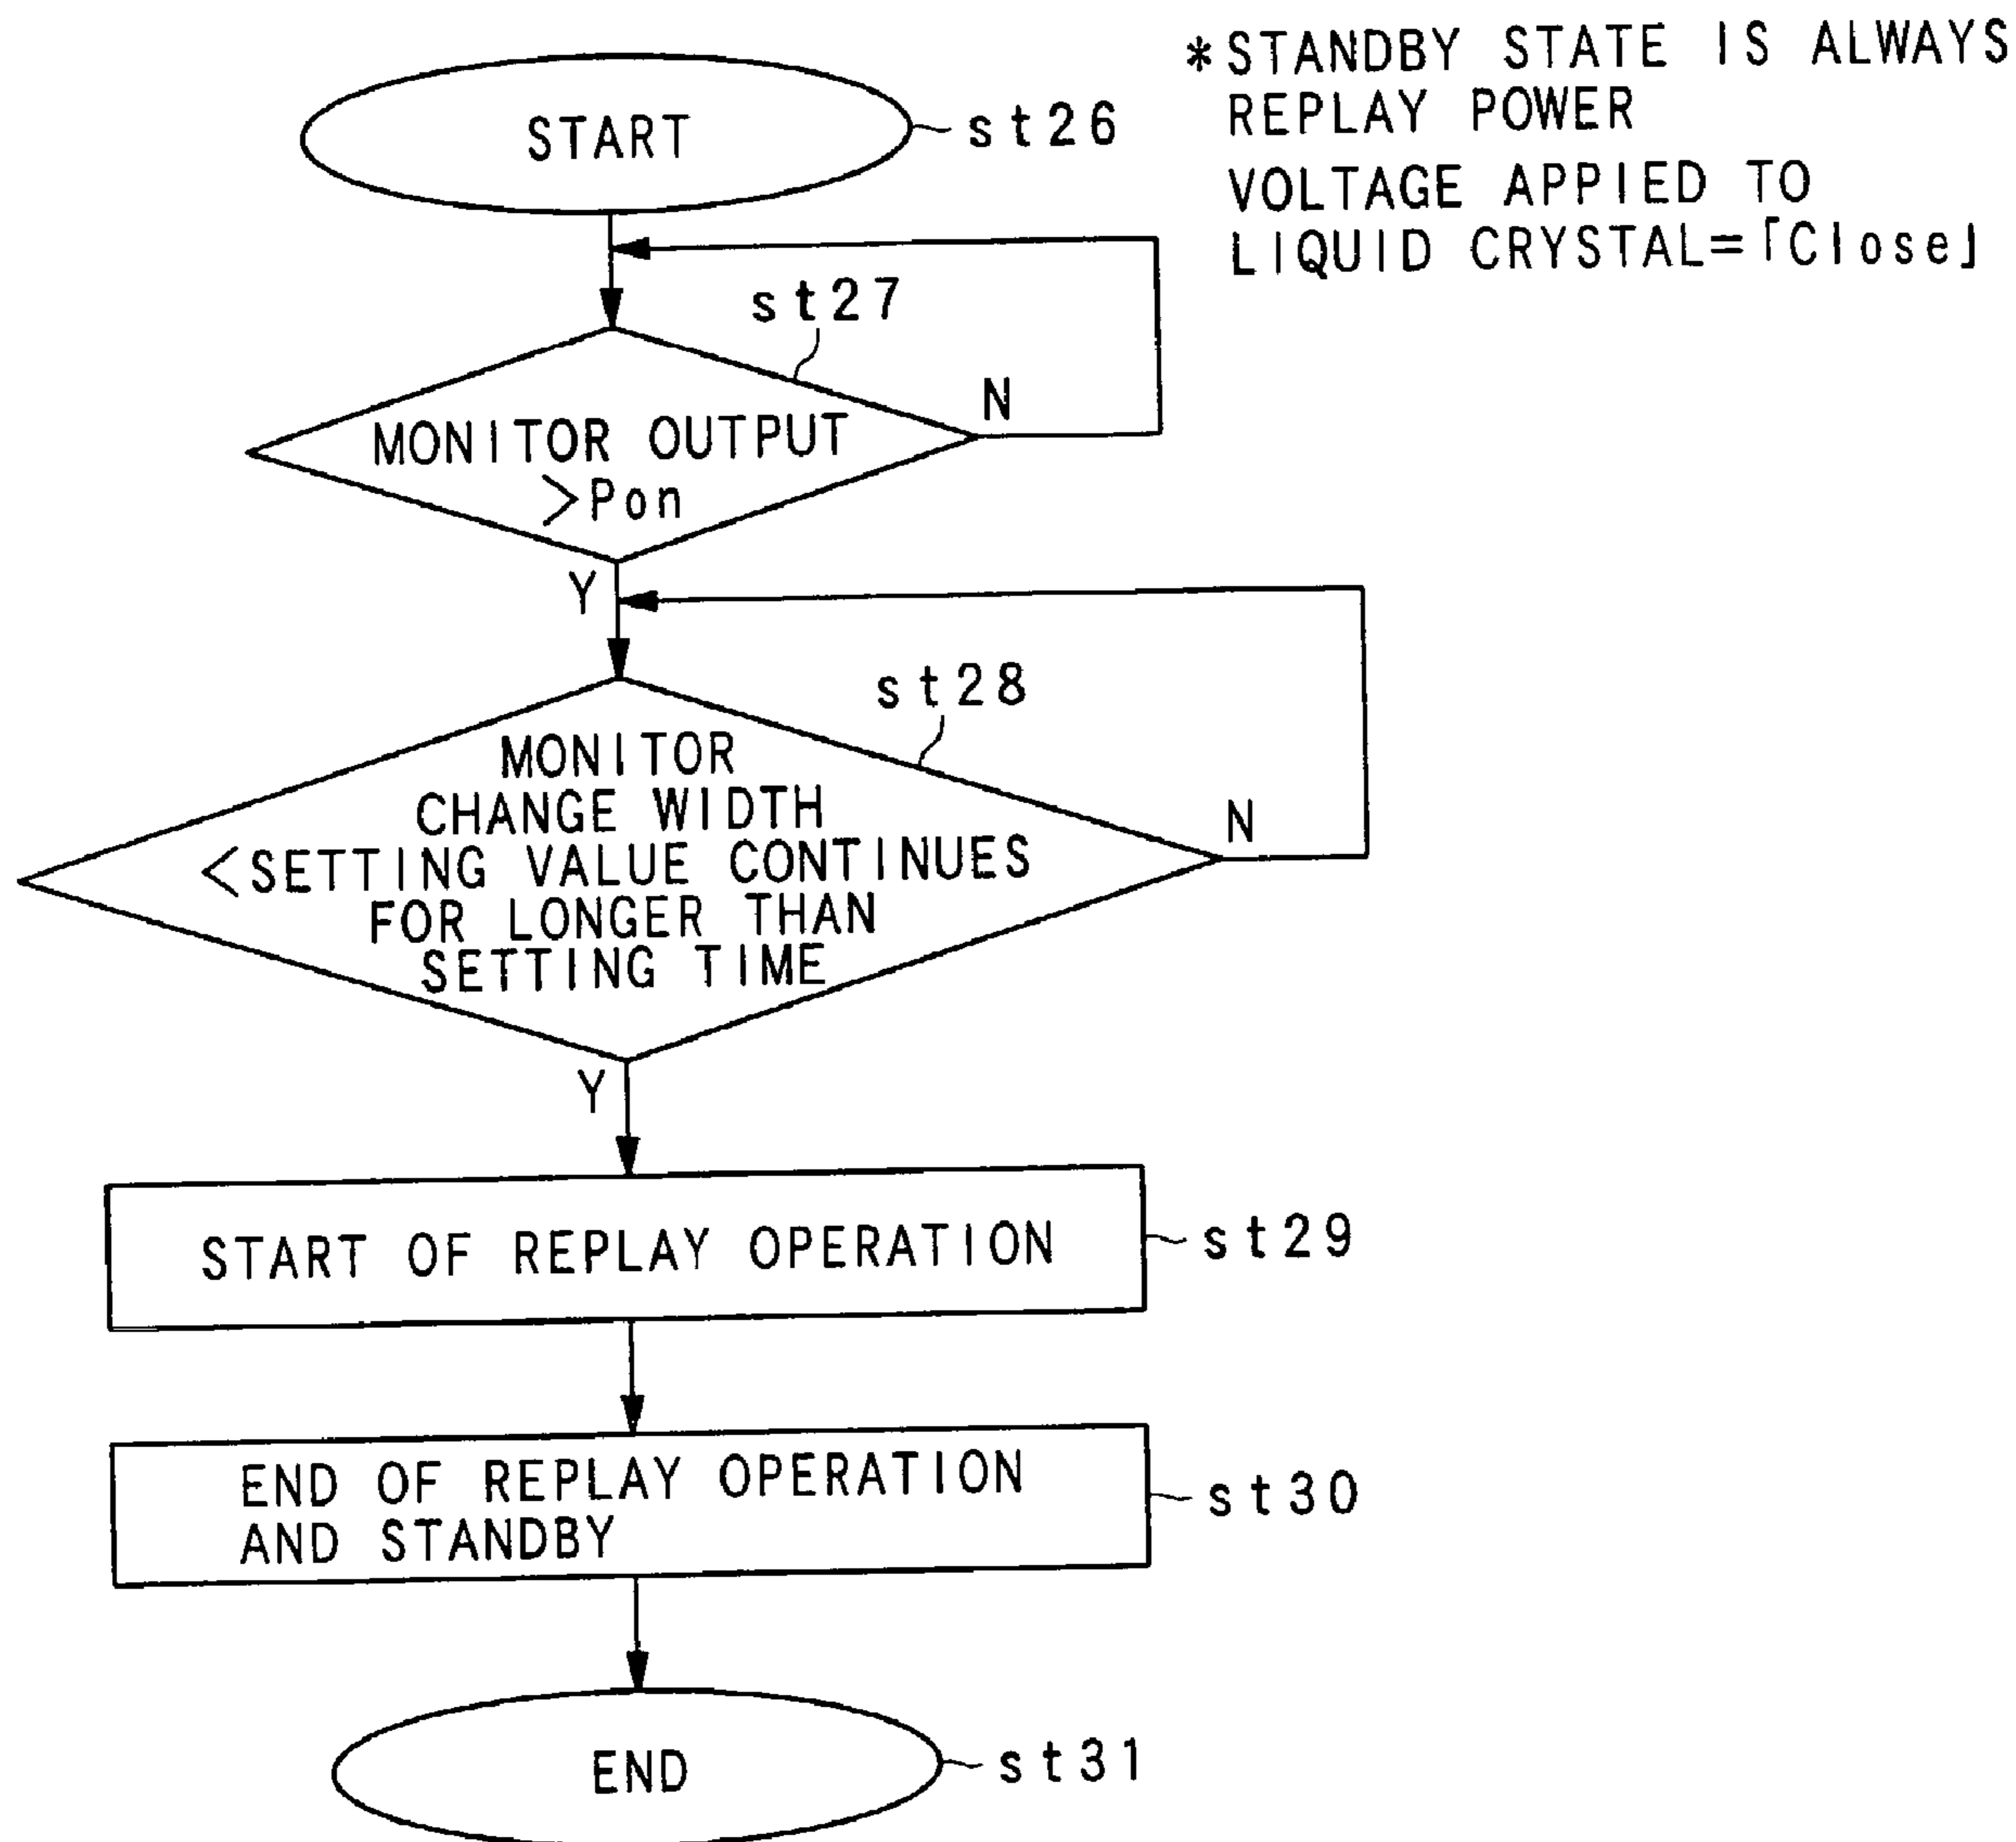 *STANDBY STATE IS ALWAYS
REPLAY POWER
VOLTAGE APPIED TO
LIQUID CRYSTAL=「Close」
START
st26
st27
N
MONITOR OUTPUT
>Pon
Y
st28
MONITOR
CHANGE WIDTH
<SETTING VALUE CONTINUES
FOR LONGER THAN
SETTING TIME
N
Y
START OF REPLAY OPERATION
st29
END OF REPLAY OPERATION
AND STANDBY
st30
END
st31